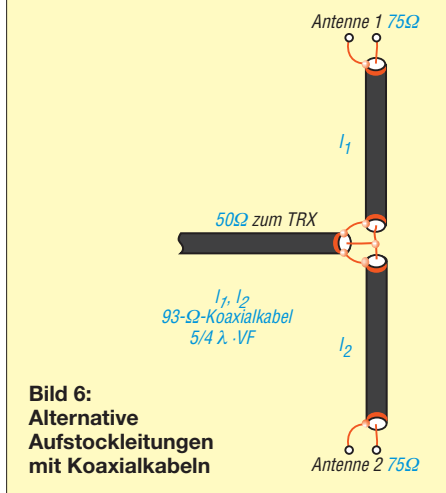 Antenne 1 75Ω
l1
50Ω zum TRX
l1, l2
93-Ω-Koaxialkabel
5/4 λ ·VF
l2
Bild 6:
Alternative
Aufstockleitungen
mit Koaxialkabeln
Antenne 2 75Ω